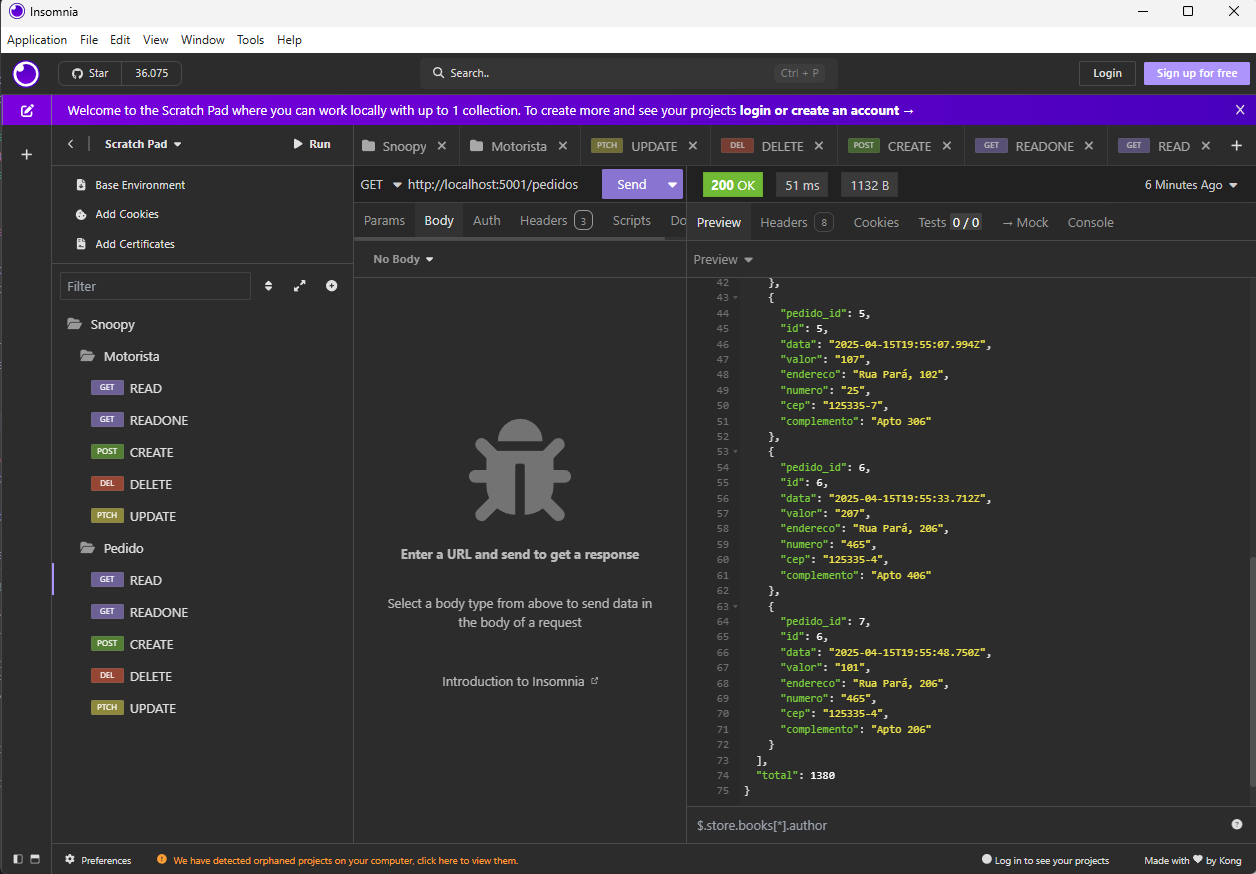 Insomnia
Application File Edit View Window Tools Help
Star 36.075
Search.. Ctrl + P
Login
Sign up for free
Welcome to the Scratch Pad where you can work locally with up to 1 collection. To create more and see your projects login or create an account →
Scratch Pad
Run
Snoopy
Motorista
PTCH UPDATE
DEL DELETE
POST CREATE
GET READONE
GET READ
Base Environment
Add Cookies
Add Certificates
Filter
Snoopy
Motorista
GET READ
GET READONE
POST CREATE
DEL DELETE
PTCH UPDATE
Pedido
GET READ
GET READONE
POST CREATE
DEL DELETE
PTCH UPDATE
GET http://localhost:5001/pedidos
Send
Params Body Auth Headers 3 Scripts Do
No Body
Enter a URL and send to get a response
Select a body type from above to send data in
the body of a request
Introduction to Insomnia
200 OK
51 ms
1132 B
6 Minutes Ago
Preview Headers 8 Cookies Tests 0 / 0 → Mock Console
Preview
42 },
43 {
44 "pedido_id": 5,
45 "id": 5,
46 "data": "2025-04-15T19:55:07.994Z",
47 "valor": "107",
48 "endereco": "Rua Pará, 102",
49 "numero": "25",
50 "cep": "125335-7",
51 "complemento": "Apto 306"
52 },
53 {
54 "pedido_id": 6,
55 "id": 6,
56 "data": "2025-04-15T19:55:33.712Z",
57 "valor": "207",
58 "endereco": "Rua Pará, 206",
59 "numero": "465",
60 "cep": "125335-4",
61 "complemento": "Apto 406"
62 },
63 {
64 "pedido_id": 7,
65 "id": 6,
66 "data": "2025-04-15T19:55:48.750Z",
67 "valor": "101",
68 "endereco": "Rua Pará, 206",
69 "numero": "465",
70 "cep": "125335-4",
71 "complemento": "Apto 206"
72 }
73 ],
74 "total": 1380
75 }
$.store.books[*].author
Preferences
We have detected orphaned projects on your computer, click here to view them.
Log in to see your projects
Made with ♥ by Kong